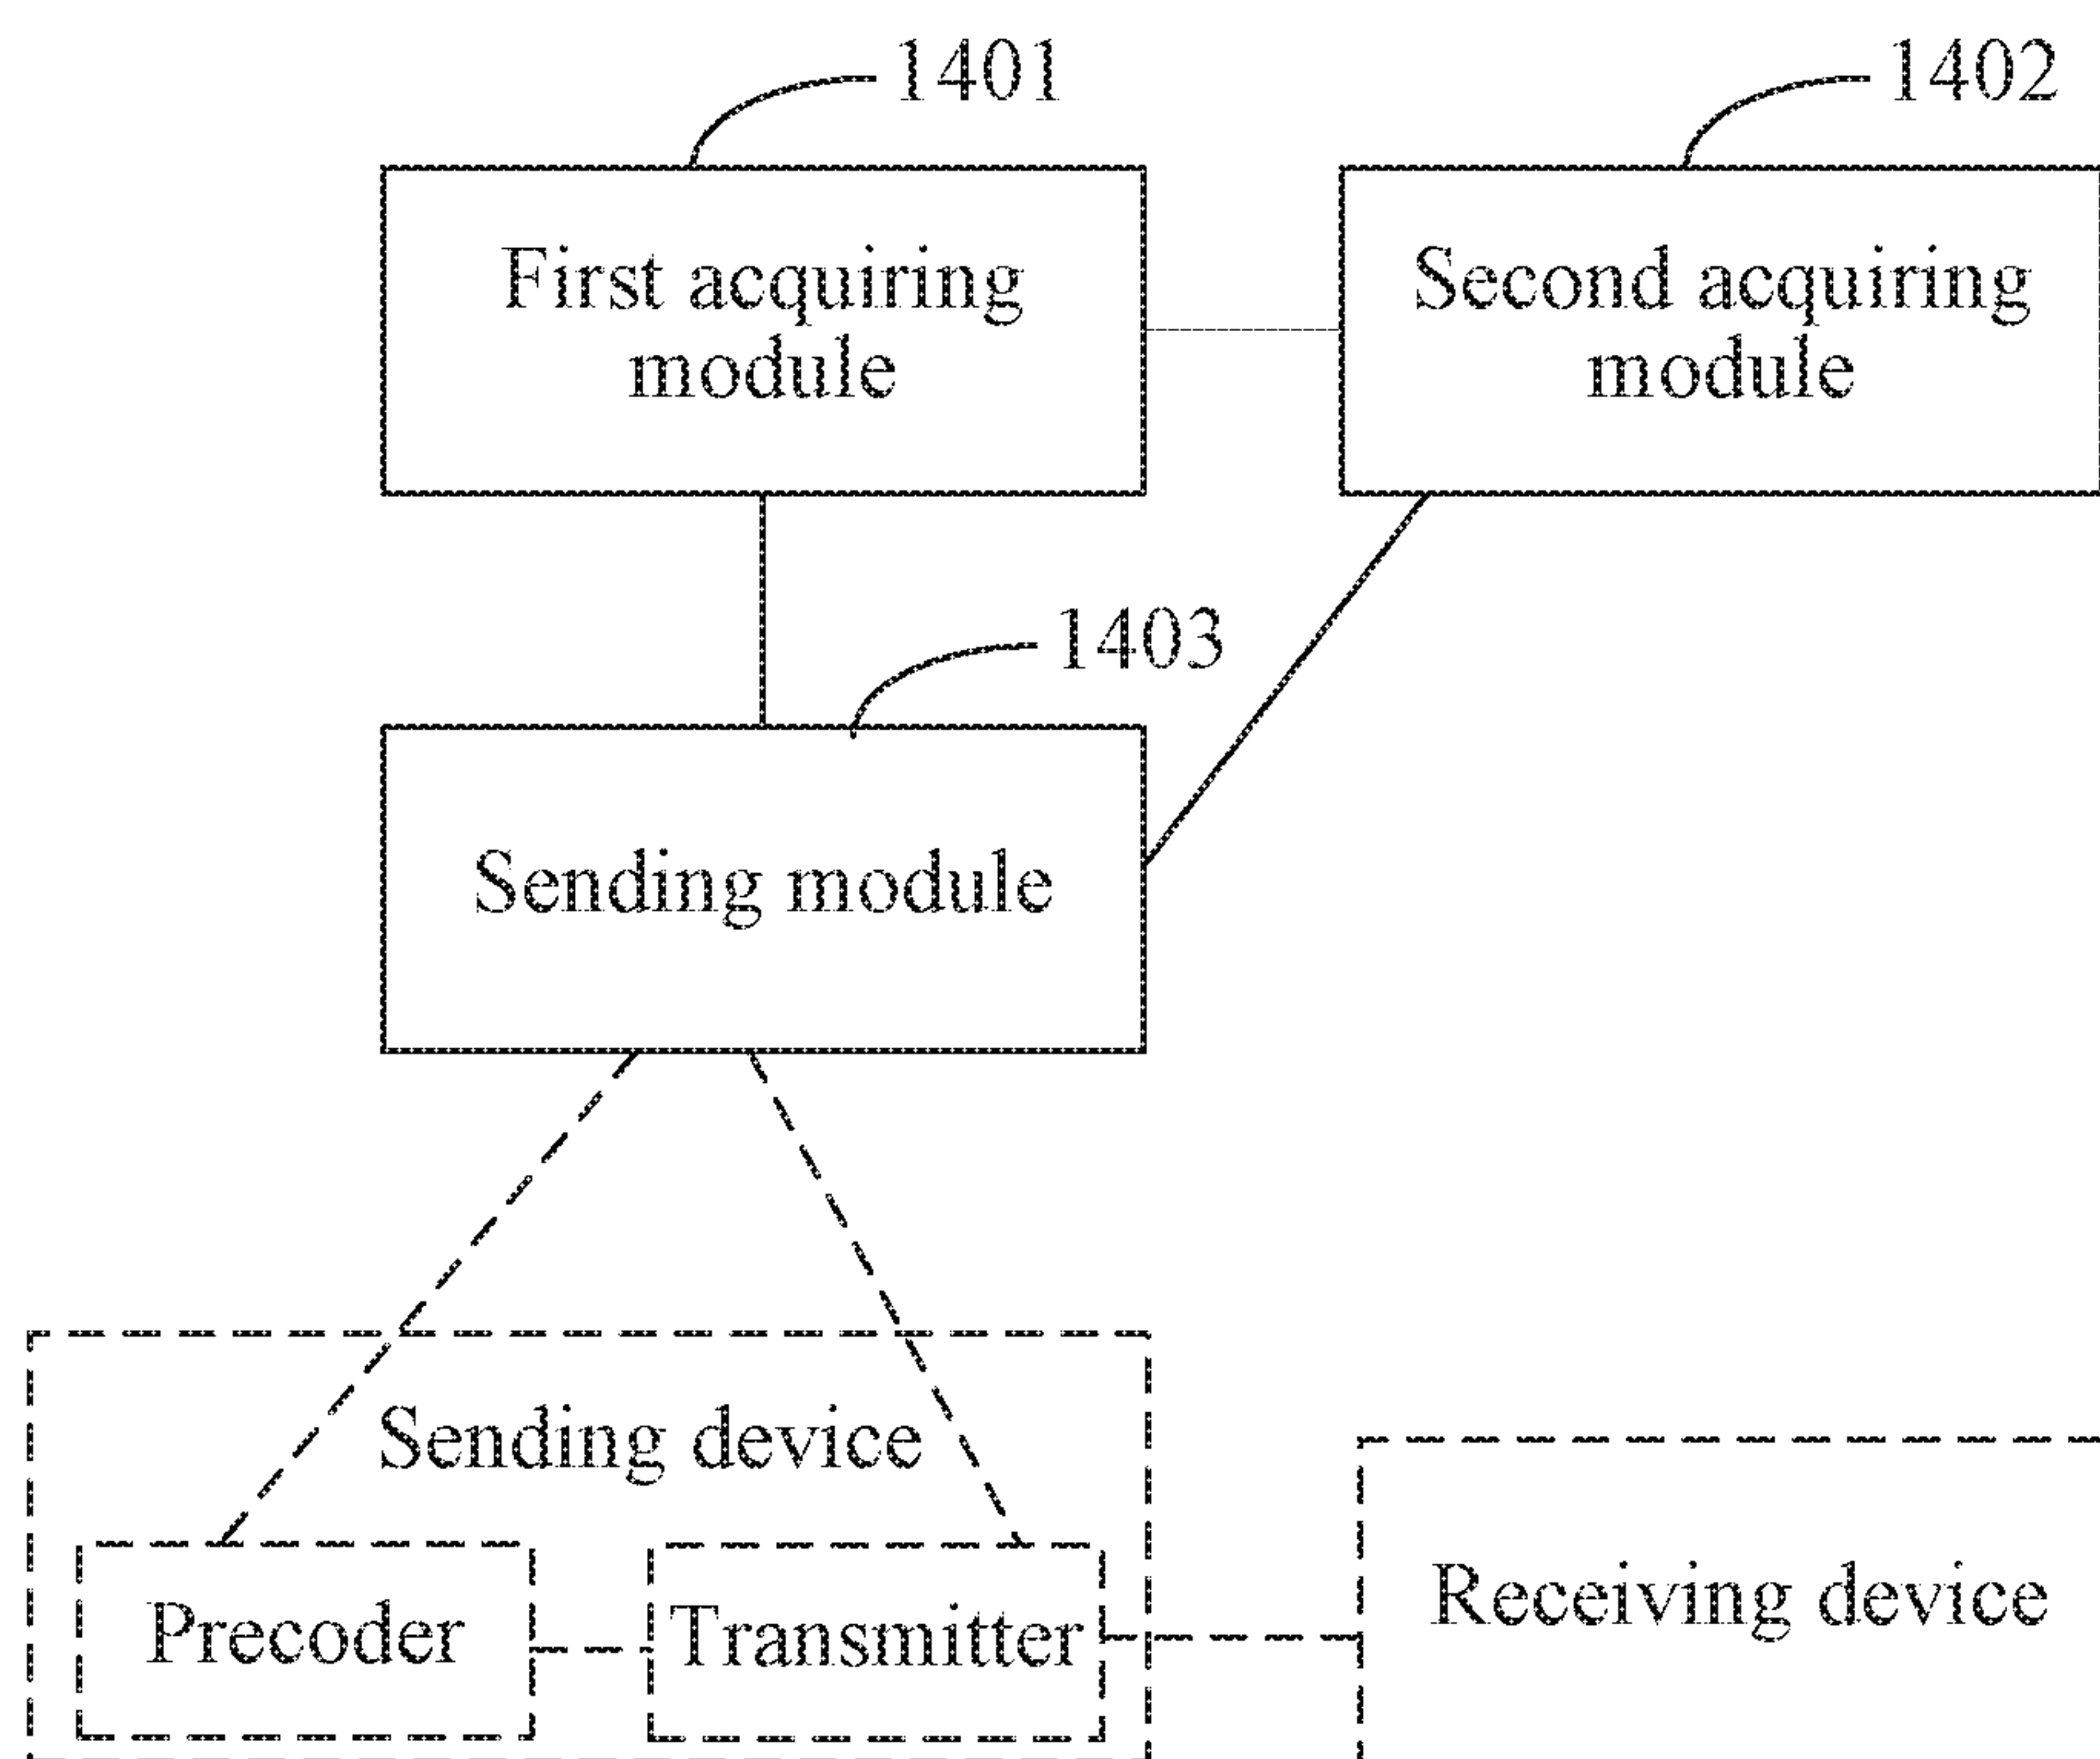 1401
1402
First acquiring
module
Second acquiring
module
1403
Sending module
Sending device
Precoder
Transmitter
Receiving device